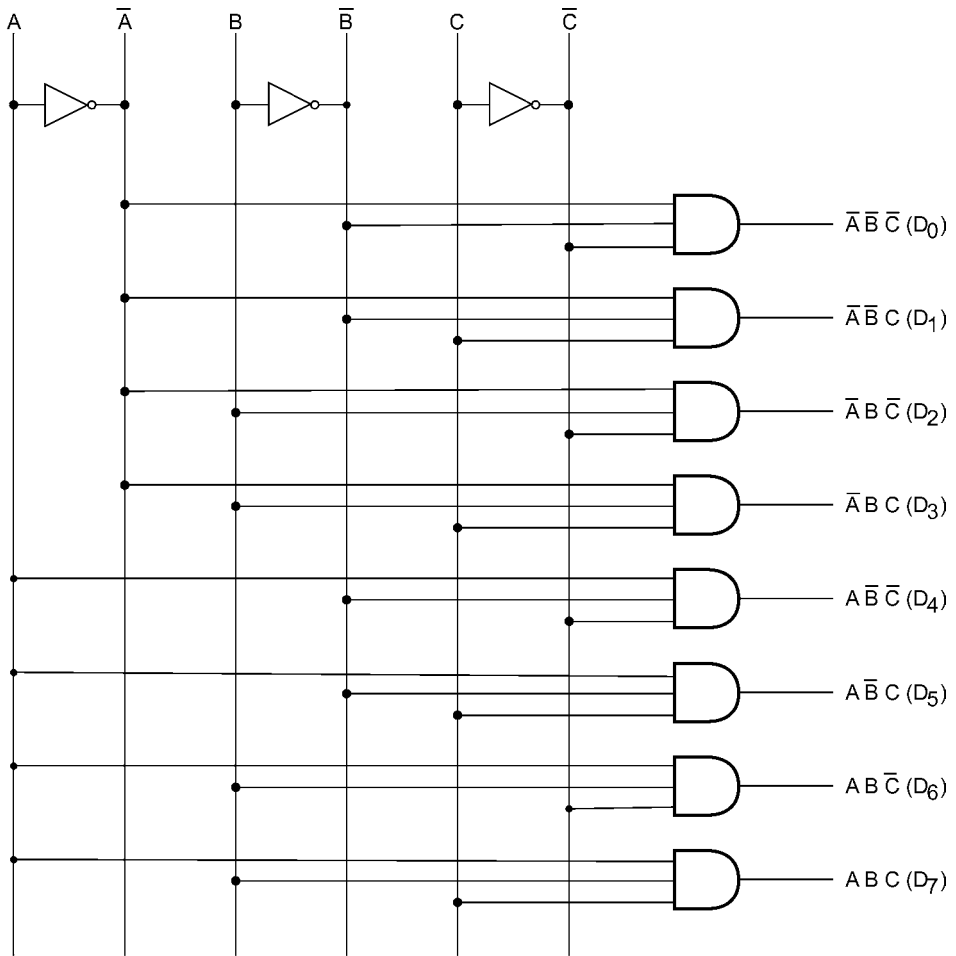 A A̅ B B̅ C C̅
A̅ B̅ C̅ (D₀)
A̅ B̅ C (D₁)
A̅ B C̅ (D₂)
A̅ B C (D₃)
A B̅ C̅ (D₄)
A B̅ C (D₅)
A B C̅ (D₆)
A B C (D₇)